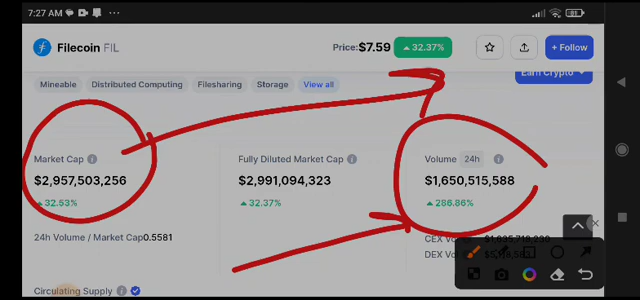 7:27 AM
Filecoin FIL
Price: $7.59 32.37%
+ Follow
Mineable Distributed Computing Filesharing Storage View all
Earn Crypto
Market Cap
$2,957,503,256
32.53%
Fully Diluted Market Cap
$2,991,094,323
32.37%
Volume 24h
$1,650,515,588
286.86%
24h Volume / Market Cap 0.5581
CEX
DEX
Circulating Supply